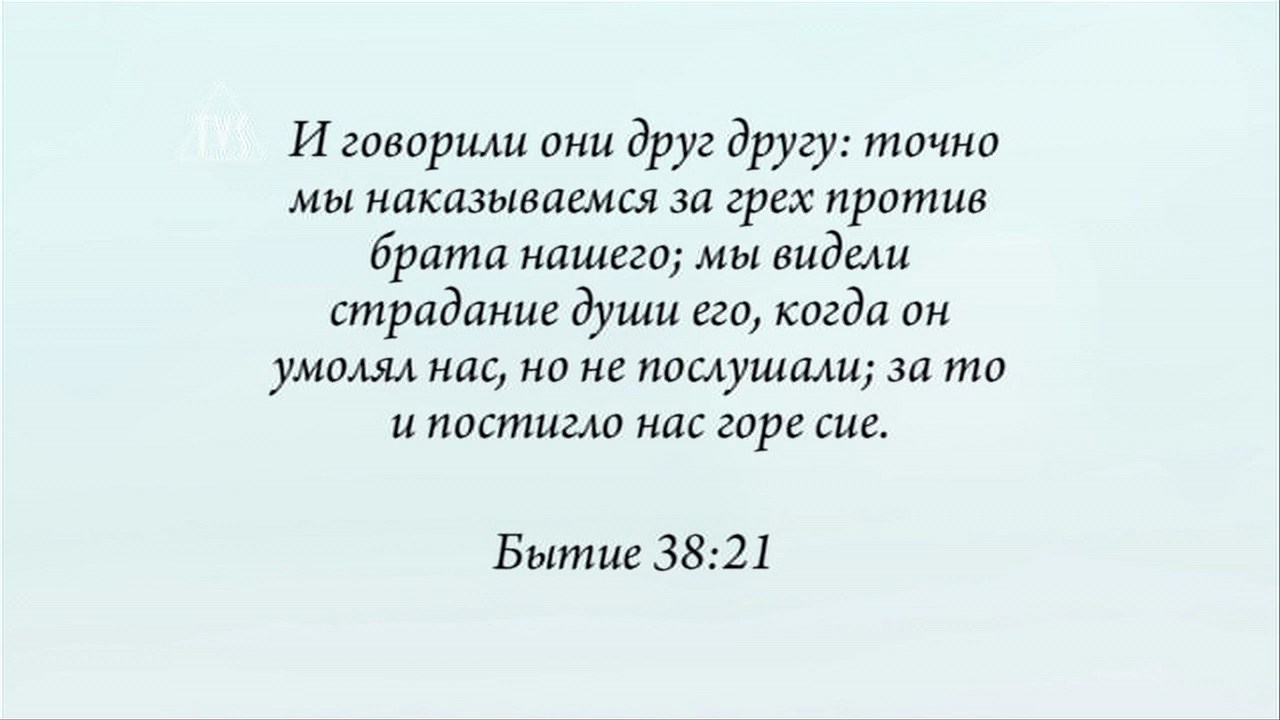 TVS
И говорили они друг другу: точно
мы наказываемся за грех против
брата нашего; мы видели
страдание души его, когда он
умолял нас, но не послушали; за то
и постигло нас горе сие.
Бытие 38:21